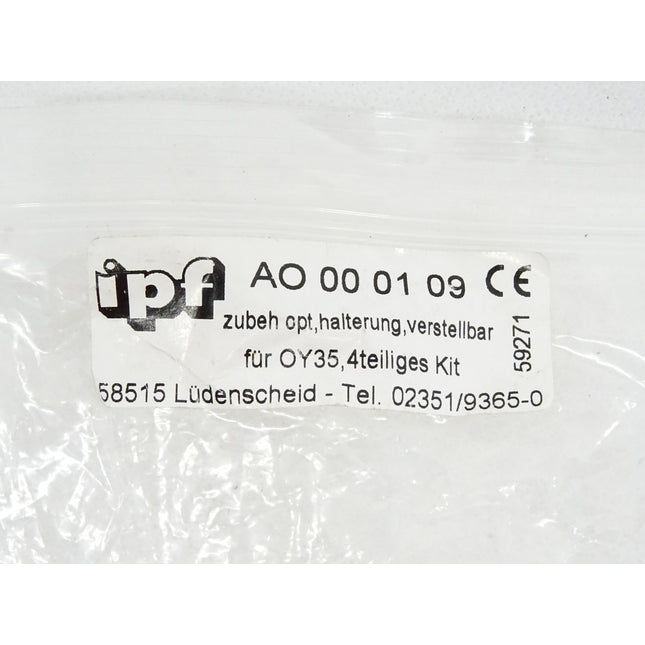 ipf AO 00 01 09 CE
zubeh opt,halterung,verstellbar
für OY35,4teiliges Kit
59271
58515 Lüdenscheid - Tel. 02351/9365-0